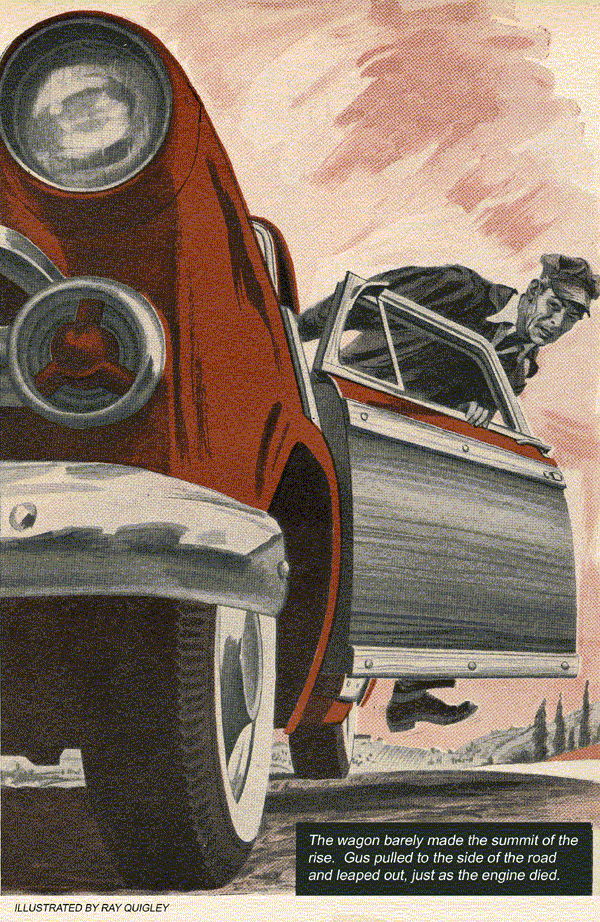 The wagon barely made the summit of the
rise.  Gus pulled to the side of the road
and leaped out, just as the engine died.
ILLUSTRATED BY RAY QUIGLEY